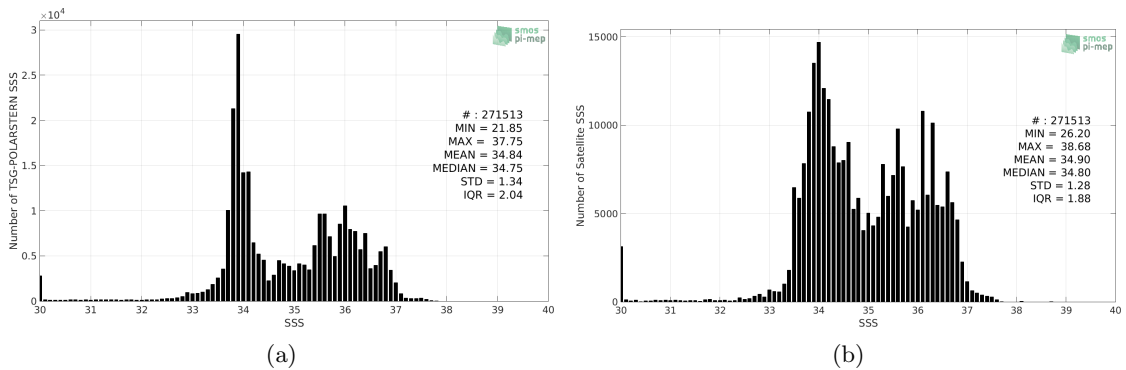 ×10⁴
3
2.5
2
1.5
1
0.5
0
Number of TSG-POLARSTERN SSS
30 31 32 33 34 35 36 37 38 39 40
SSS
smos
pi-mep
# : 271513
MIN = 21.85
MAX = 37.75
MEAN = 34.84
MEDIAN = 34.75
STD = 1.34
IQR = 2.04
(a)
15000
10000
5000
0
Number of Satellite SSS
30 31 32 33 34 35 36 37 38 39 40
SSS
smos
pi-mep
# : 271513
MIN = 26.20
MAX = 38.68
MEAN = 34.90
MEDIAN = 34.80
STD = 1.28
IQR = 1.88
(b)